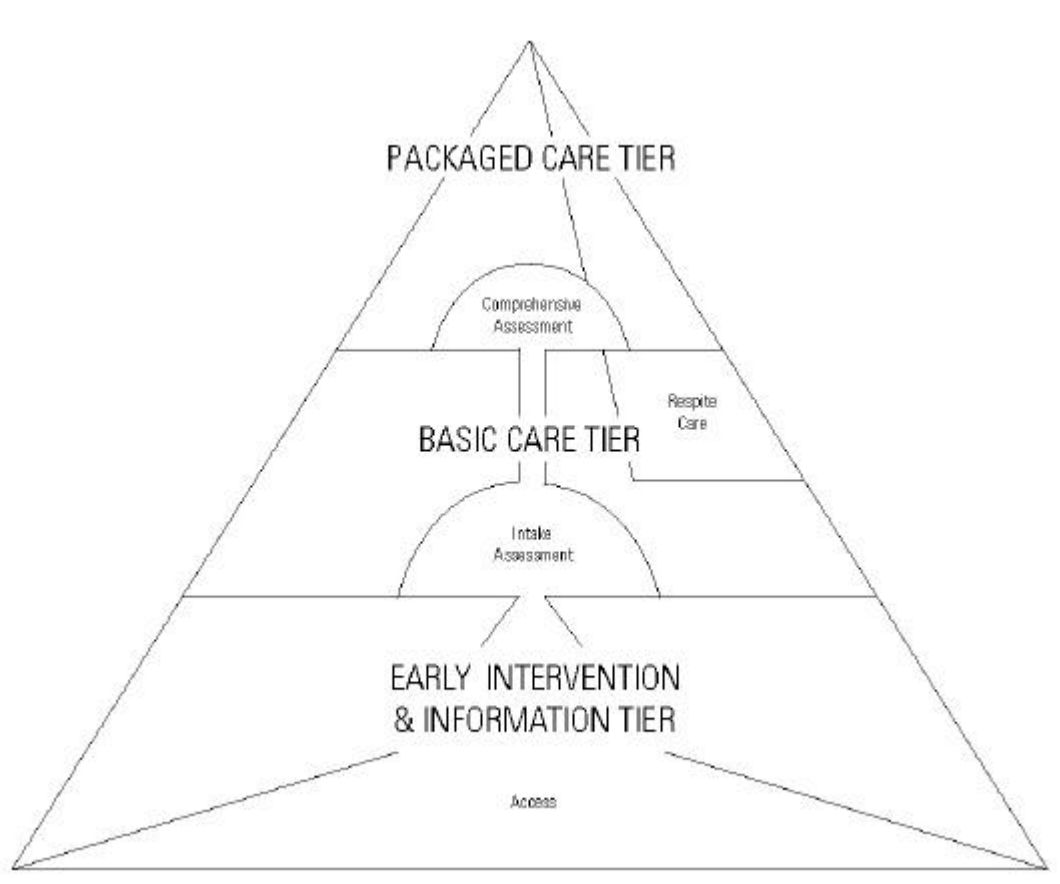 PACKAGED CARE TIER
Comprehensive
Assessment
Respite
Care
BASIC CARE TIER
Intake
Assessment
EARLY INTERVENTION
& INFORMATION TIER
Access